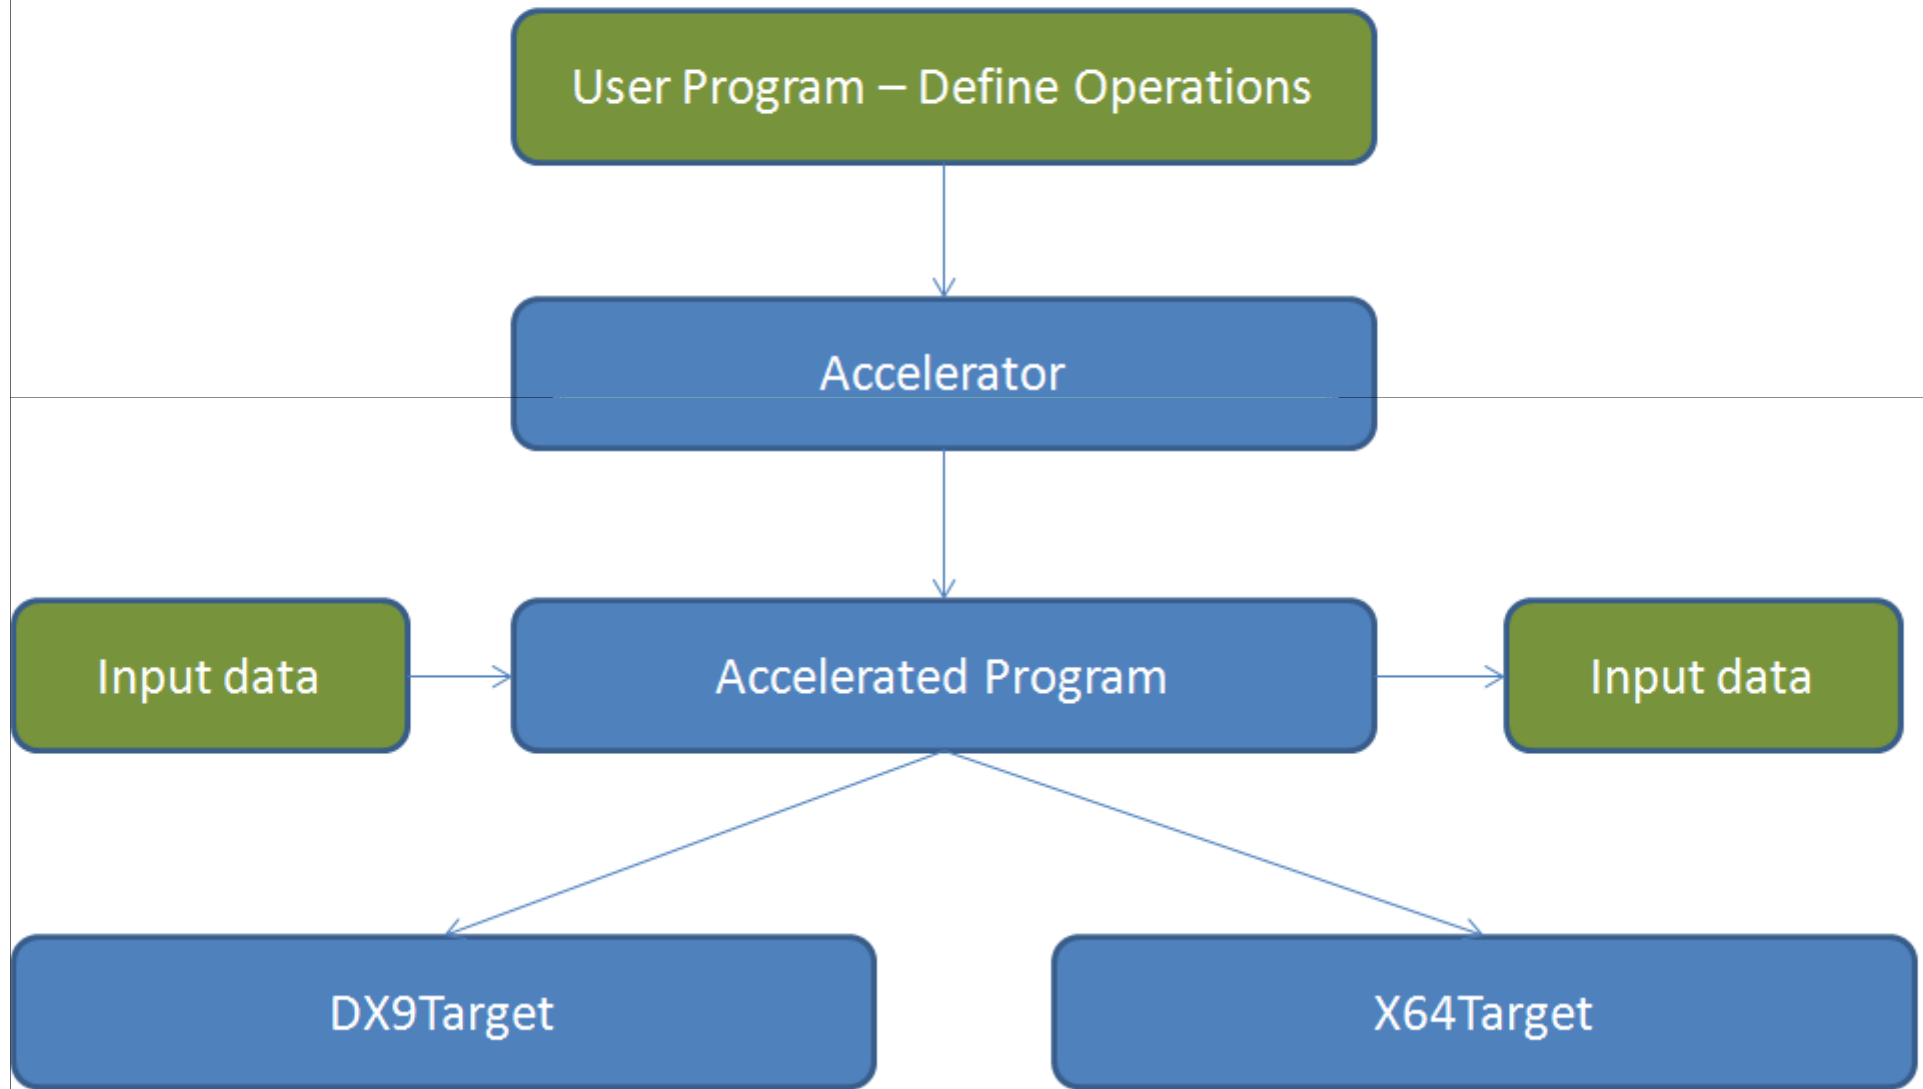 User Program – Define Operations
Accelerator
Input data
Accelerated Program
Input data
DX9Target
X64Target